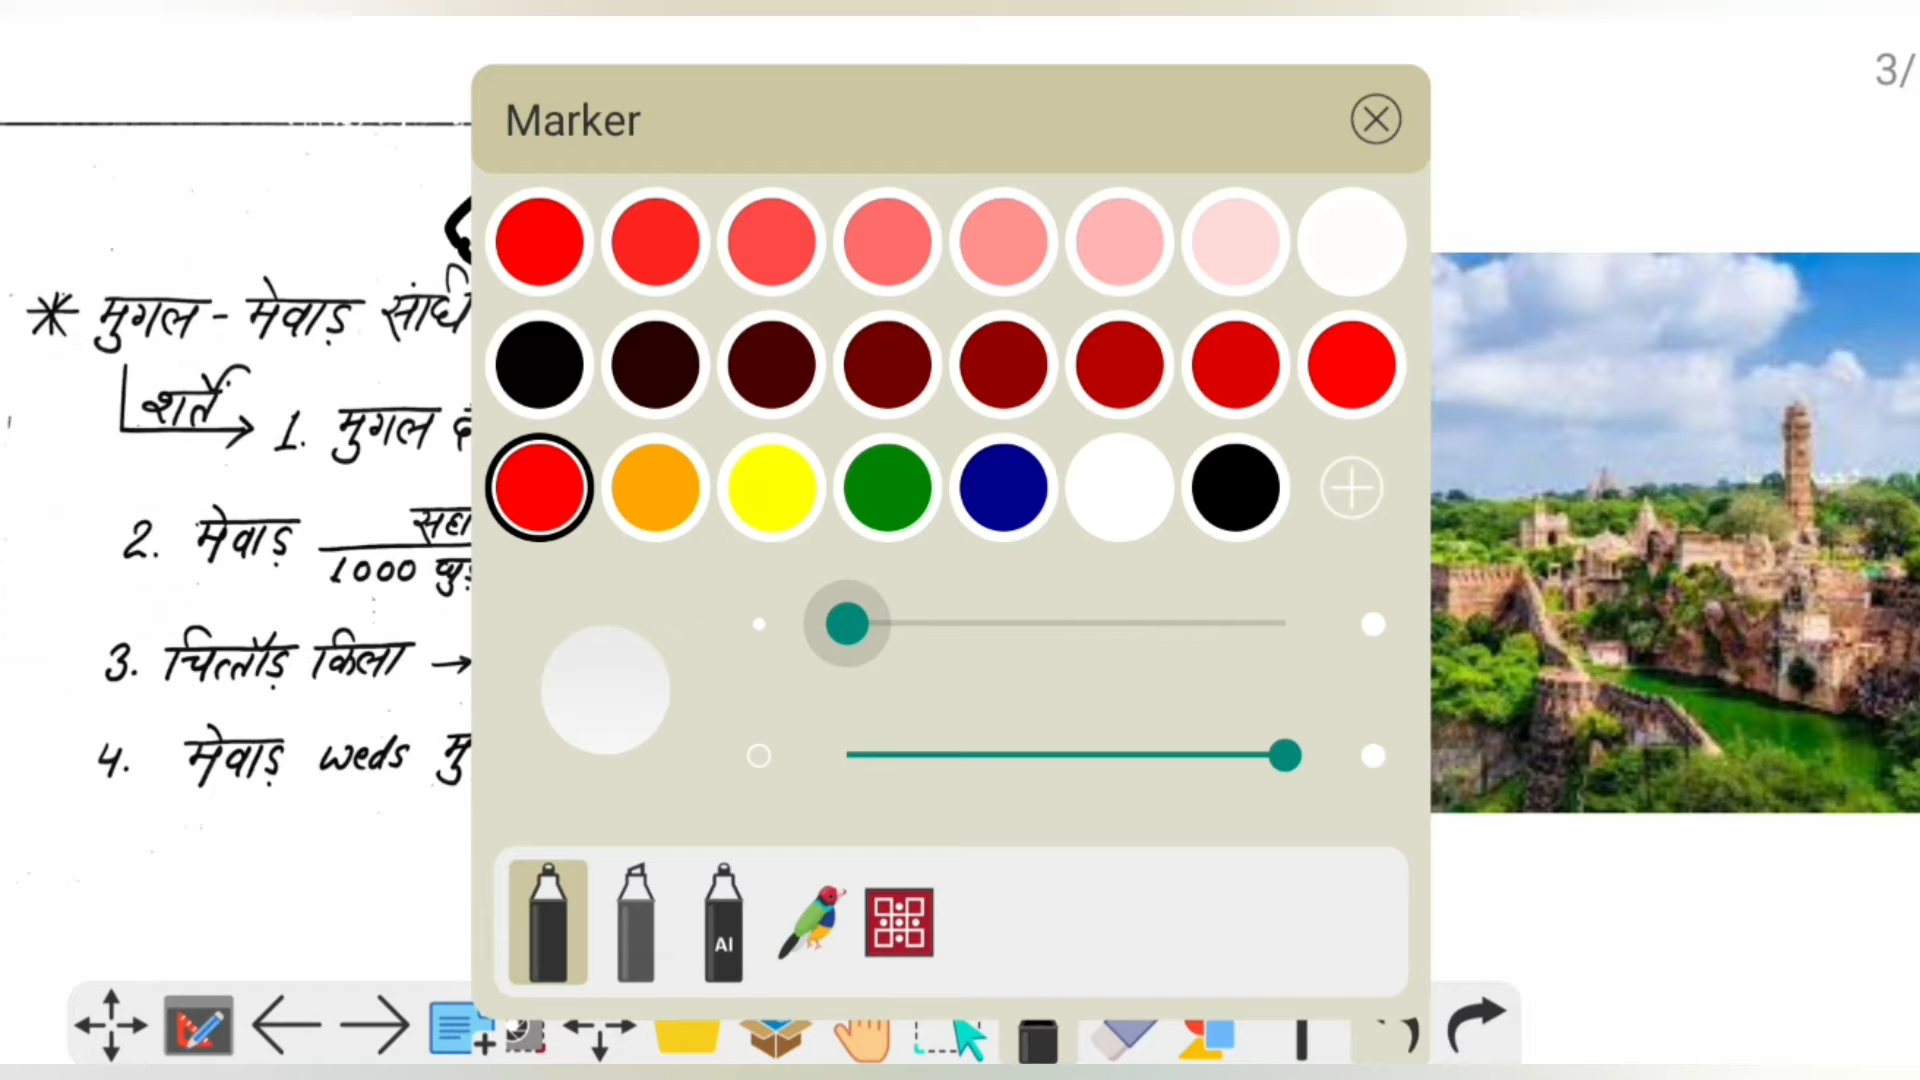 3/
Marker
* मुगल - मेवाड़ संधि
शर्तें
1. मुगल
2. मेवाड़
1000
3. चित्तौड़ किला →
4. मेवाड़ weds
AI